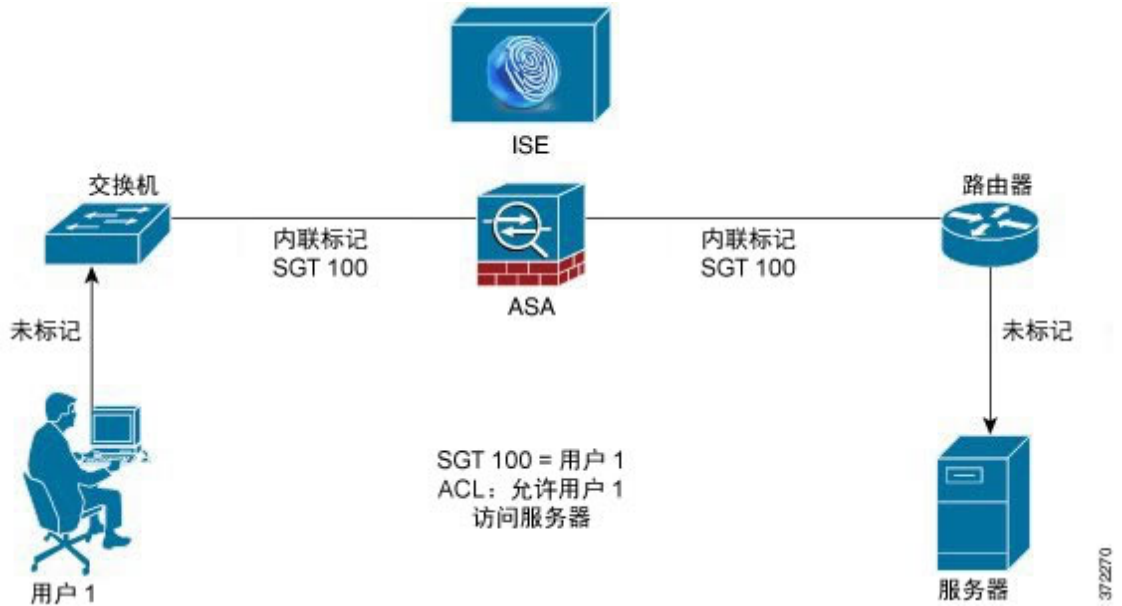 ISE
交换机
路由器
内联标记
SGT 100
内联标记
SGT 100
ASA
未标记
未标记
SGT 100 = 用户 1
ACL：允许用户 1
访问服务器
用户 1
服务器
372270